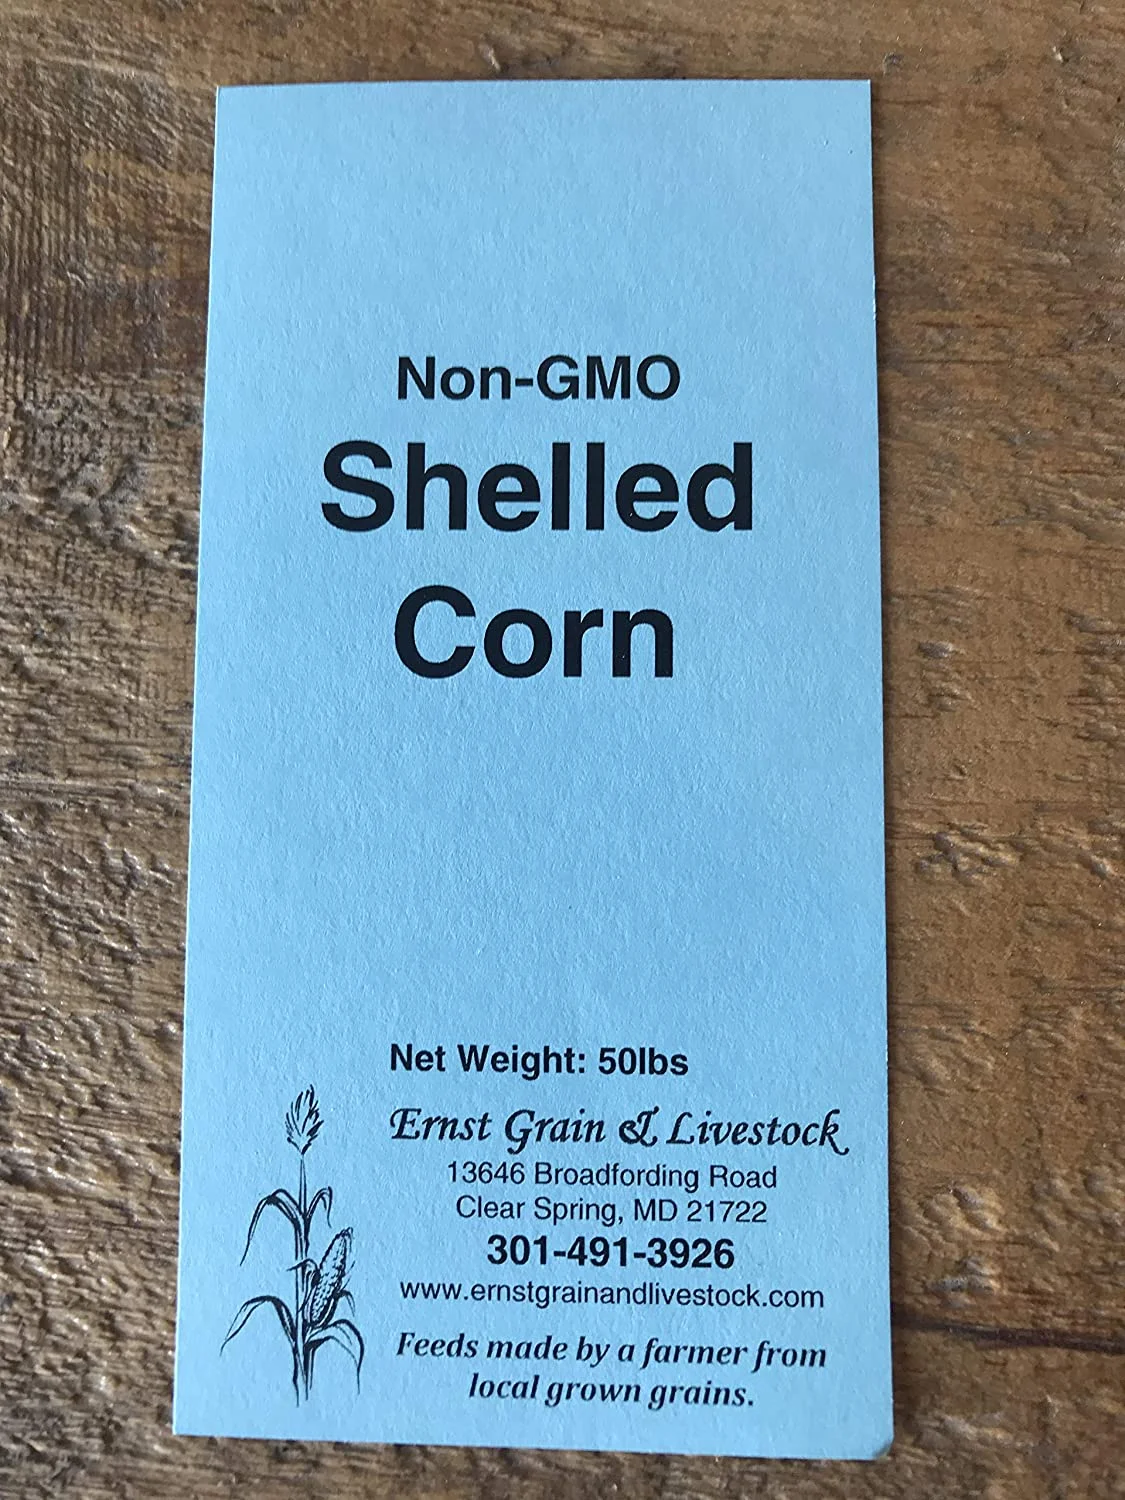 Non-GMO
Shelled
Corn
Net Weight: 50lbs
Ernst Grain & Livestock
13646 Broadfording Road
Clear Spring, MD 21722
301-491-3926
www.ernstgrainandlivestock.com
Feeds made by a farmer from
local grown grains.